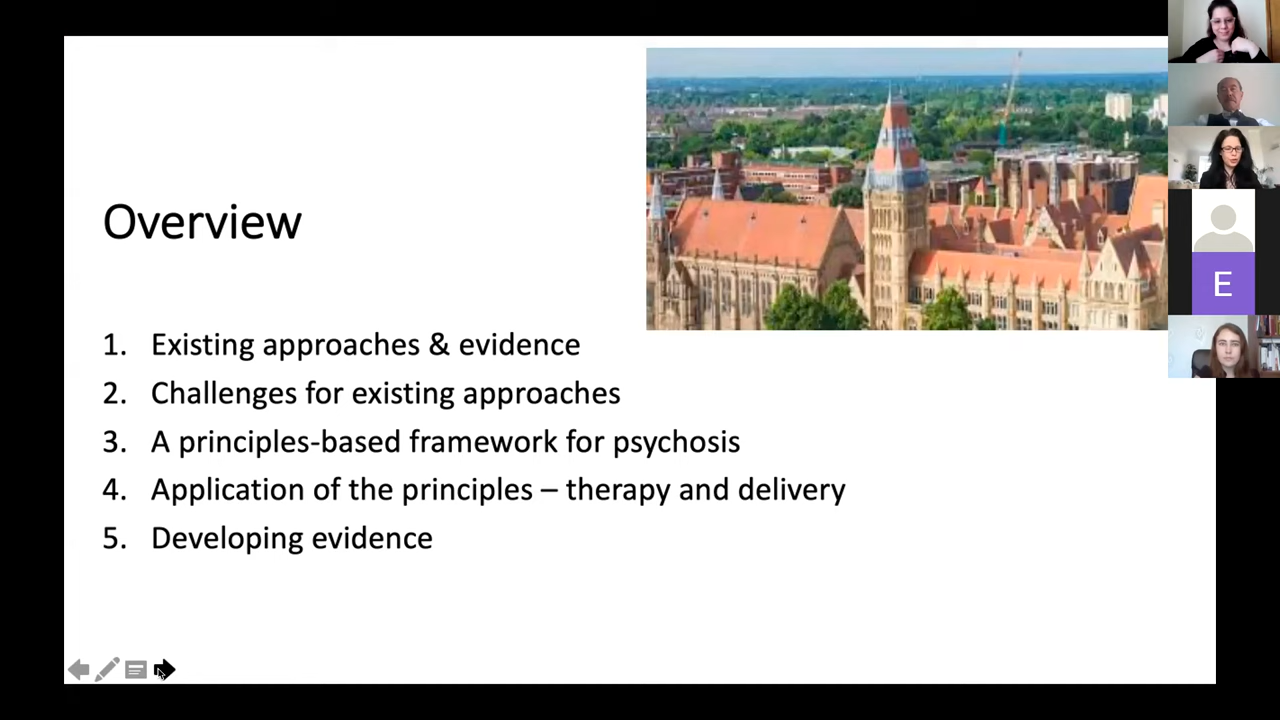 Overview
1. Existing approaches & evidence
2. Challenges for existing approaches
3. A principles-based framework for psychosis
4. Application of the principles – therapy and delivery
5. Developing evidence
E